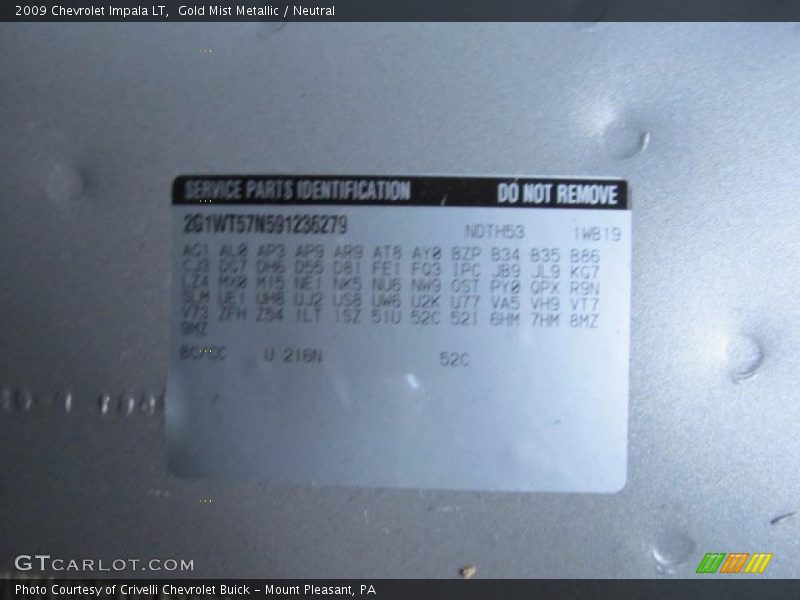 2009 Chevrolet Impala LT,  Gold Mist Metallic / Neutral
SERVICE PARTS IDENTIFICATION DO NOT REMOVE
2G1WT57N591236279 NDTH53 1WB19
AG1 AL0 AP3 AP9 AR9 AT8 AY0 BZP B34 B35 B86
CJ3 DG7 DH6 D55 D81 FE1 FQ3 IPC JB9 JL9 KG7
LZ4 MX0 M15 NE1 NK5 NU6 NW9 OST PY0 QPX R9N
SLM UE1 UH8 UJ2 US8 UW6 U2K U77 VA5 VH9 VT7
V73 ZFH Z54 1LT 1SZ 51U 52C 52I 6HM 7HM 8MZ
9MZ
BC/CC U 216N 52C
GTCARLOT.COM
Photo Courtesy of Crivelli Chevrolet Buick – Mount Pleasant, PA